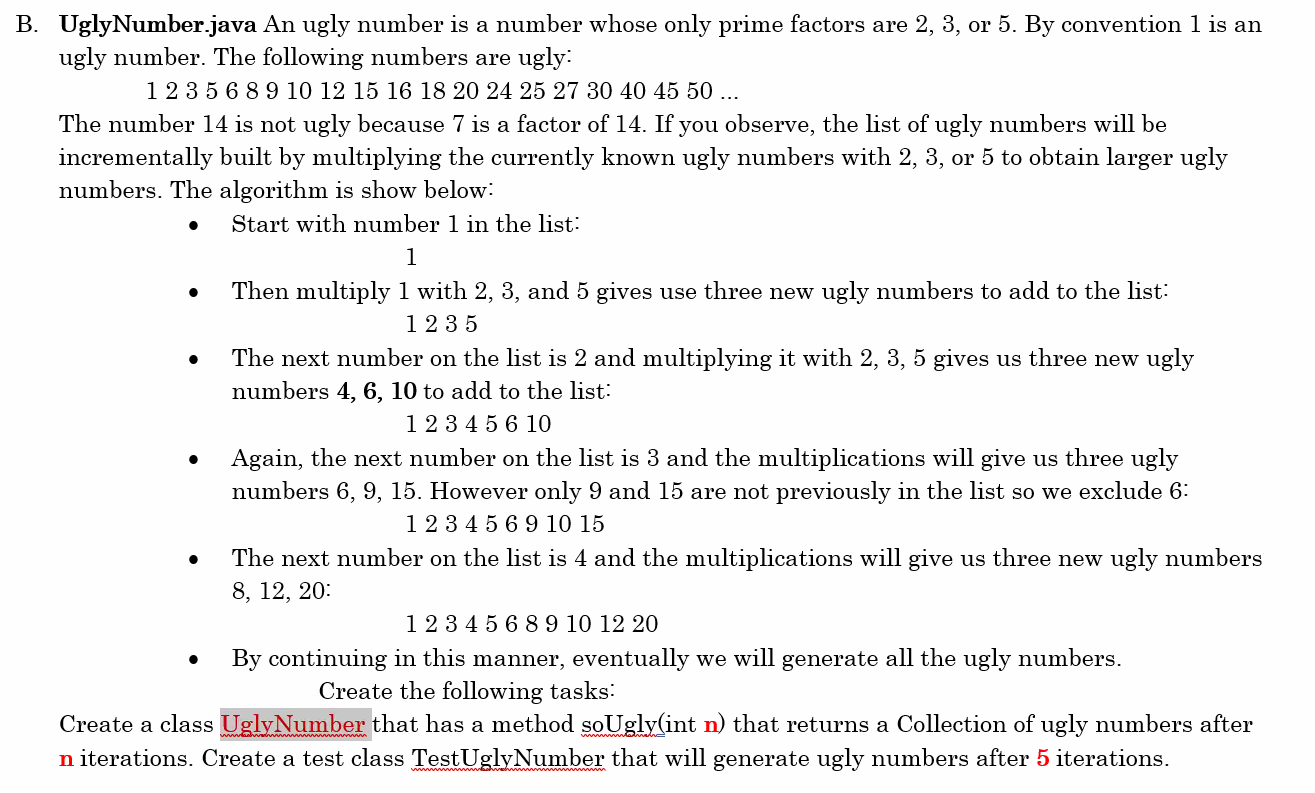 B. UglyNumber.java An ugly number is a number whose only prime factors are 2, 3, or 5. By convention 1 is an
ugly number. The following numbers are ugly:
1 2 3 5 6 8 9 10 12 15 16 18 20 24 25 27 30 40 45 50 ...
The number 14 is not ugly because 7 is a factor of 14. If you observe, the list of ugly numbers will be
incrementally built by multiplying the currently known ugly numbers with 2, 3, or 5 to obtain larger ugly
numbers. The algorithm is show below:
• Start with number 1 in the list:
1
• Then multiply 1 with 2, 3, and 5 gives use three new ugly numbers to add to the list:
1 2 3 5
• The next number on the list is 2 and multiplying it with 2, 3, 5 gives us three new ugly
numbers 4, 6, 10 to add to the list:
1 2 3 4 5 6 10
• Again, the next number on the list is 3 and the multiplications will give us three ugly
numbers 6, 9, 15. However only 9 and 15 are not previously in the list so we exclude 6:
1 2 3 4 5 6 9 10 15
• The next number on the list is 4 and the multiplications will give us three new ugly numbers
8, 12, 20:
1 2 3 4 5 6 8 9 10 12 20
• By continuing in this manner, eventually we will generate all the ugly numbers.
Create the following tasks:
Create a class UglyNumber that has a method soUgly(int n) that returns a Collection of ugly numbers after
n iterations. Create a test class TestUglyNumber that will generate ugly numbers after 5 iterations.